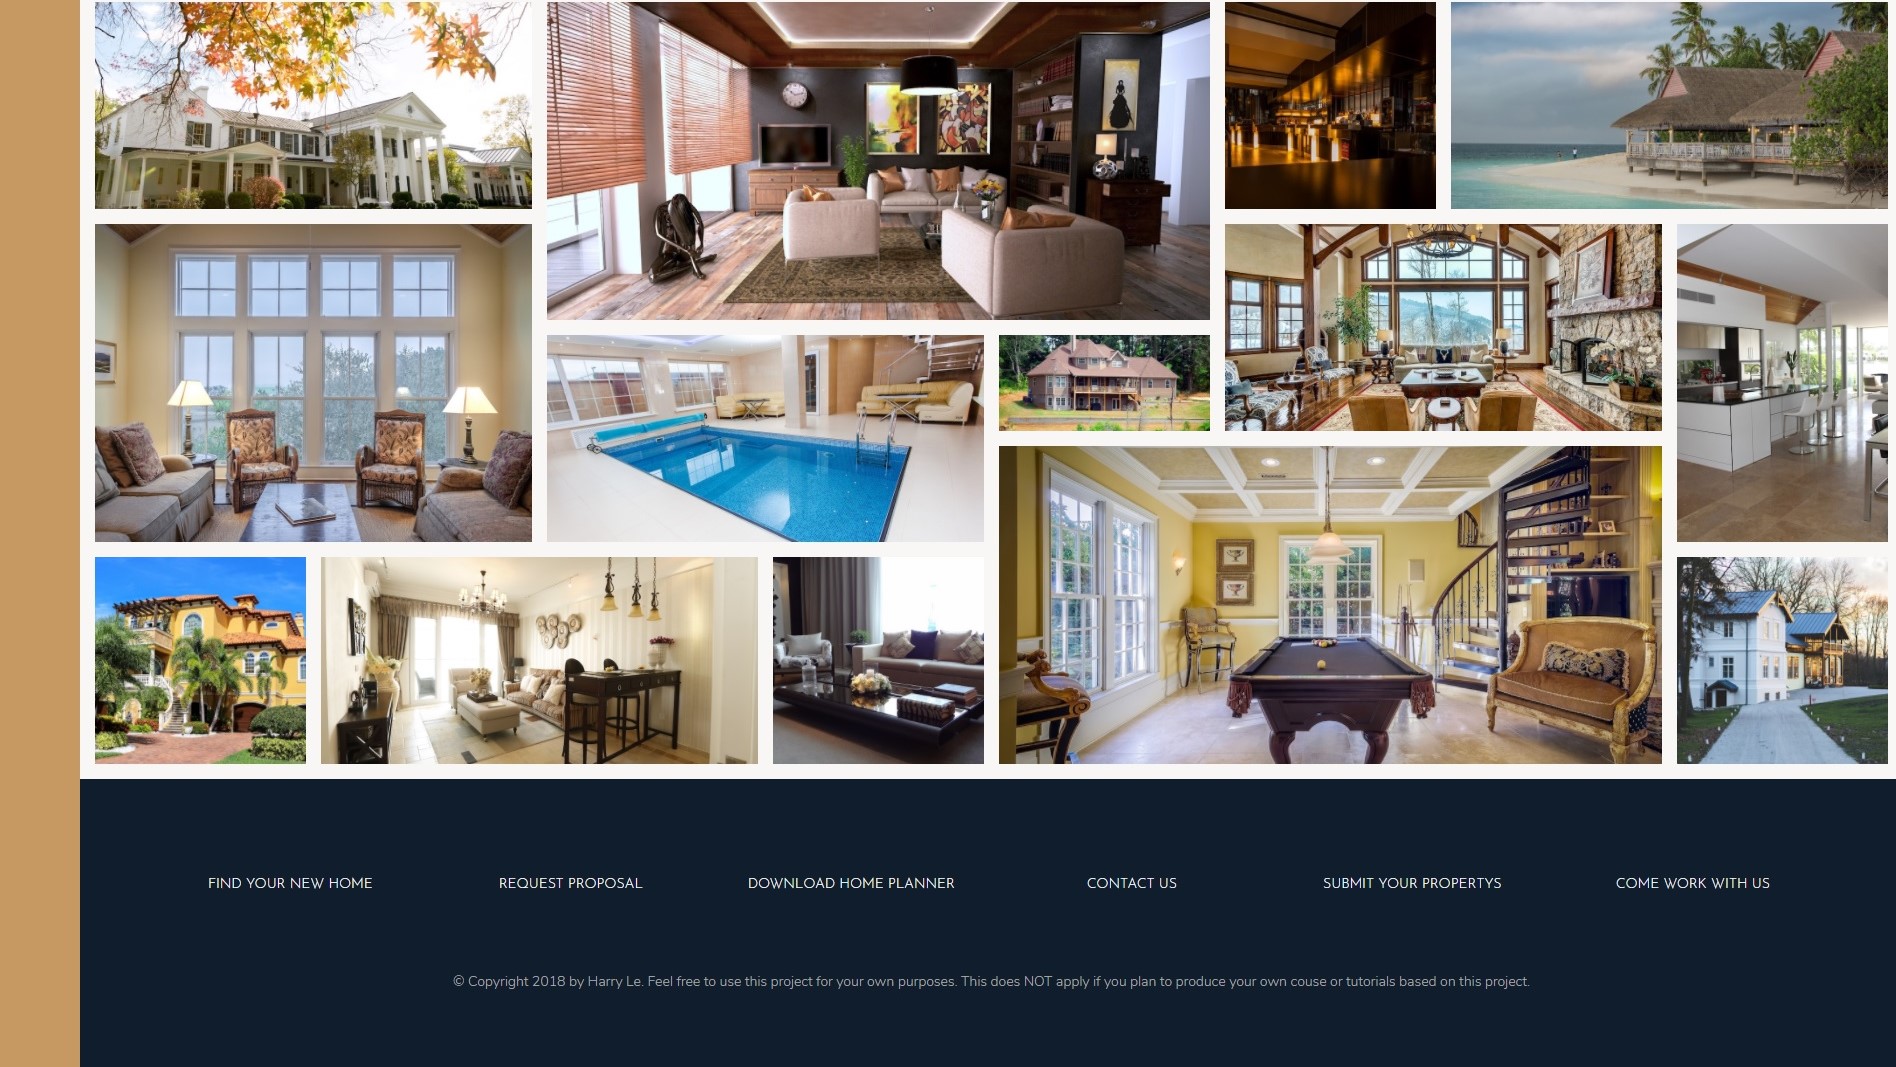 FIND YOUR NEW HOME
REQUEST PROPOSAL
DOWNLOAD HOME PLANNER
CONTACT US
SUBMIT YOUR PROPERTYS
COME WORK WITH US
© Copyright 2018 by Harry Le. Feel free to use this project for your own purposes. This does NOT apply if you plan to produce your own couse or tutorials based on this project.